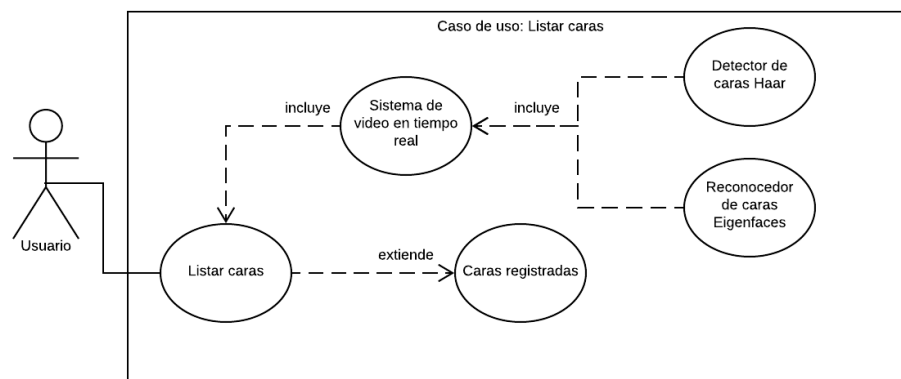 Caso de uso: Listar caras
Detector de
caras Haar
incluye
Sistema de
video en tiempo
real
incluye
Reconocedor
de caras
Eigenfaces
Usuario
Listar caras
extiende
Caras registradas